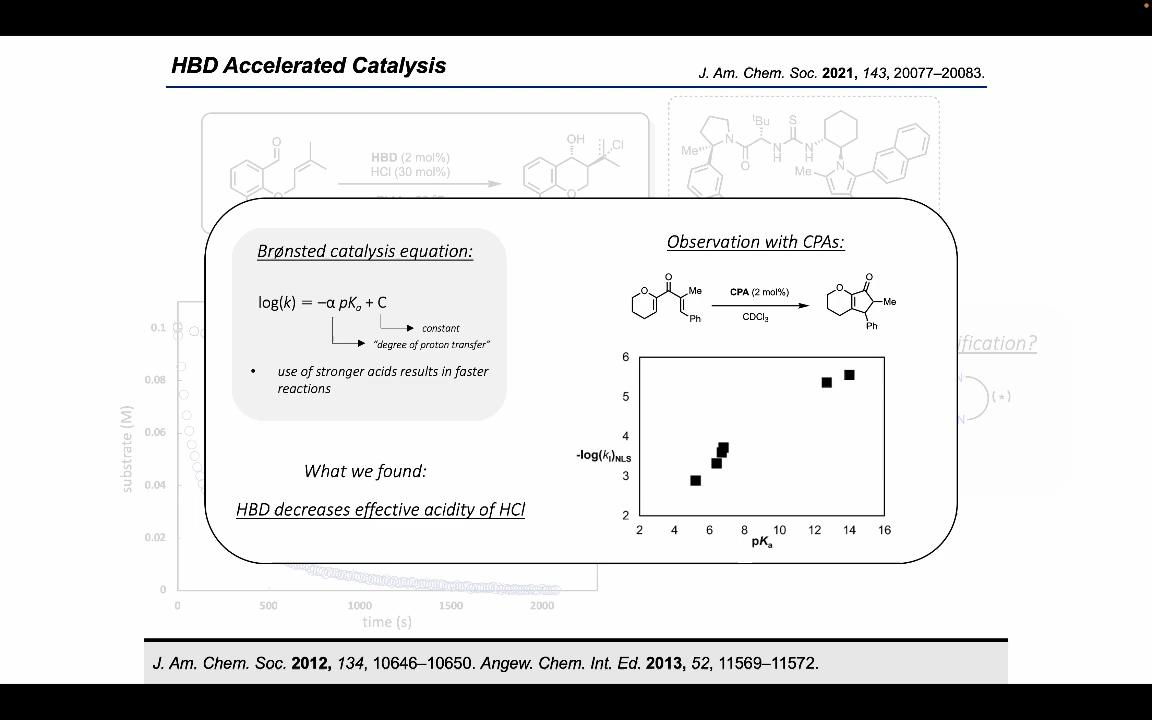 HBD Accelerated Catalysis
J. Am. Chem. Soc. 2021, 143, 20077–20083.
O
HBD (2 mol%)
HCl (30 mol%)
OH
Cl
O
tBu
S
Me
N
O
N
H
N
H
Me
N
Brønsted catalysis equation:
log(k) = –α pKa + C
constant
"degree of proton transfer"
• use of stronger acids results in faster
reactions
What we found:
HBD decreases effective acidity of HCl
Observation with CPAs:
O
O
Me
Ph
CPA (2 mol%)
CDCl3
O
O
Me
Ph
6
5
4
3
2
-log(kI)NLS
2 4 6 8 10 12 14 16
pKa
ification?
N
N
(*)
substrate (M)
0.1
0.08
0.06
0.04
0.02
0
0 500 1000 1500 2000
time (s)
J. Am. Chem. Soc. 2012, 134, 10646–10650. Angew. Chem. Int. Ed. 2013, 52, 11569–11572.